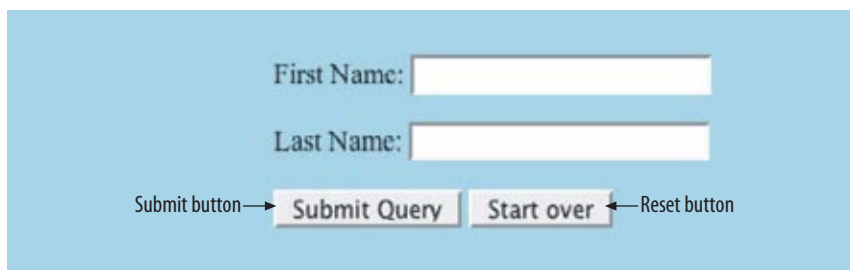 First Name:
Last Name:
Submit button Submit Query Start over Reset button